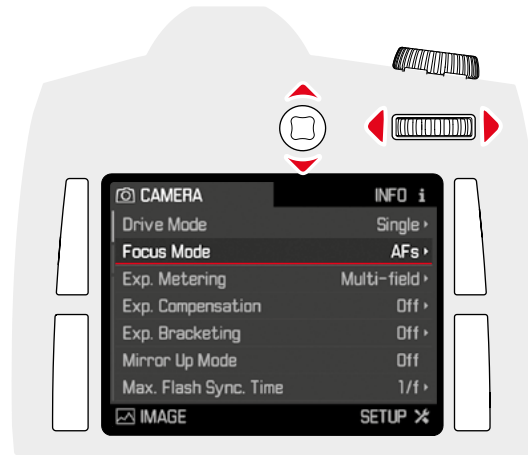 CAMERA INFO i
Drive Mode Single
Focus Mode AFs
Exp. Metering Multi-field
Exp. Compensation Off
Exp. Bracketing Off
Mirror Up Mode Off
Max. Flash Sync. Time 1/f
IMAGE SETUP